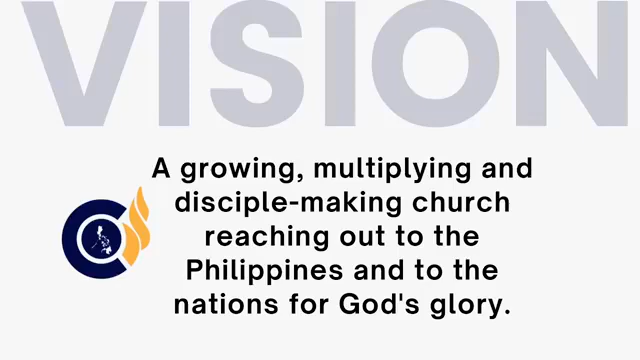 VISION
A growing, multiplying and
disciple-making church
reaching out to the
Philippines and to the
nations for God's glory.